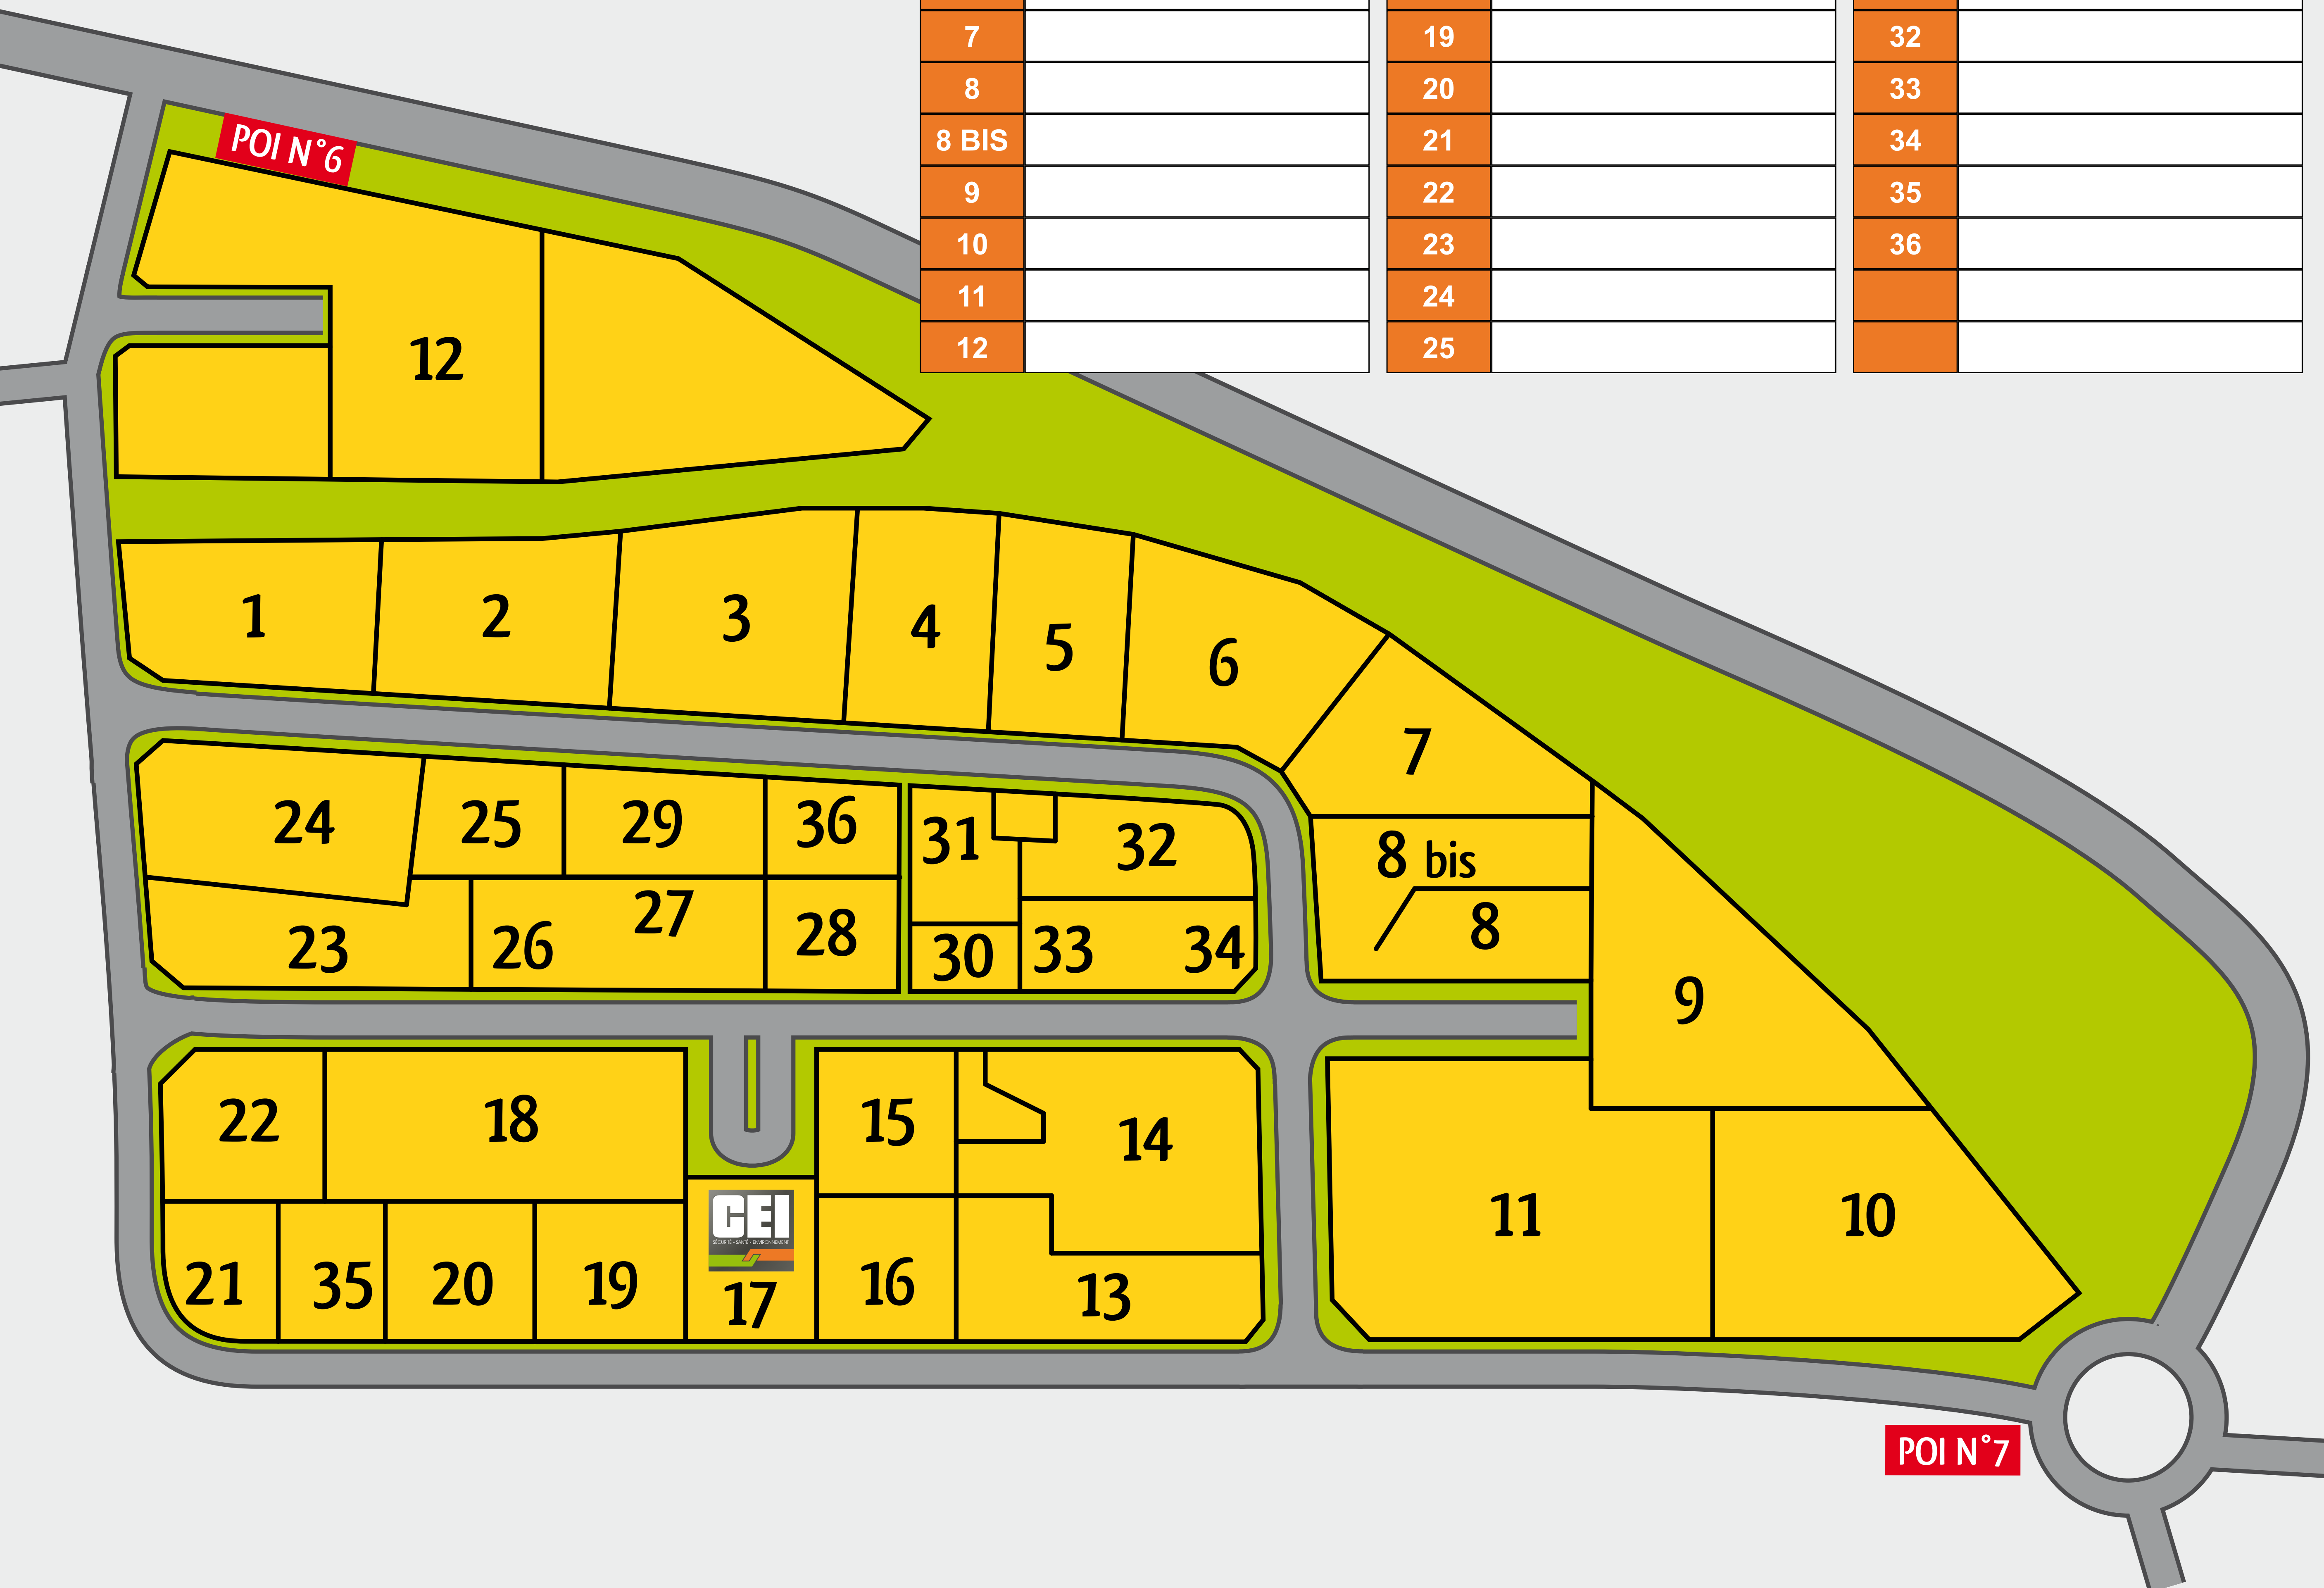 7 19 32
8 20 33
8 BIS 21 34
9 22 35
10 23 36
11 24
12 25
POI N°6
12
1 2 3 4 5 6
7
24 25 29 36 31 32
8 bis
23 26 27 28 30 33 34
8
9
22 18 15 14
11 10
CEI
SÉCURITÉ - SANTÉ - ENVIRONNEMENT
21 35 20 19 17 16 13
POI N°7